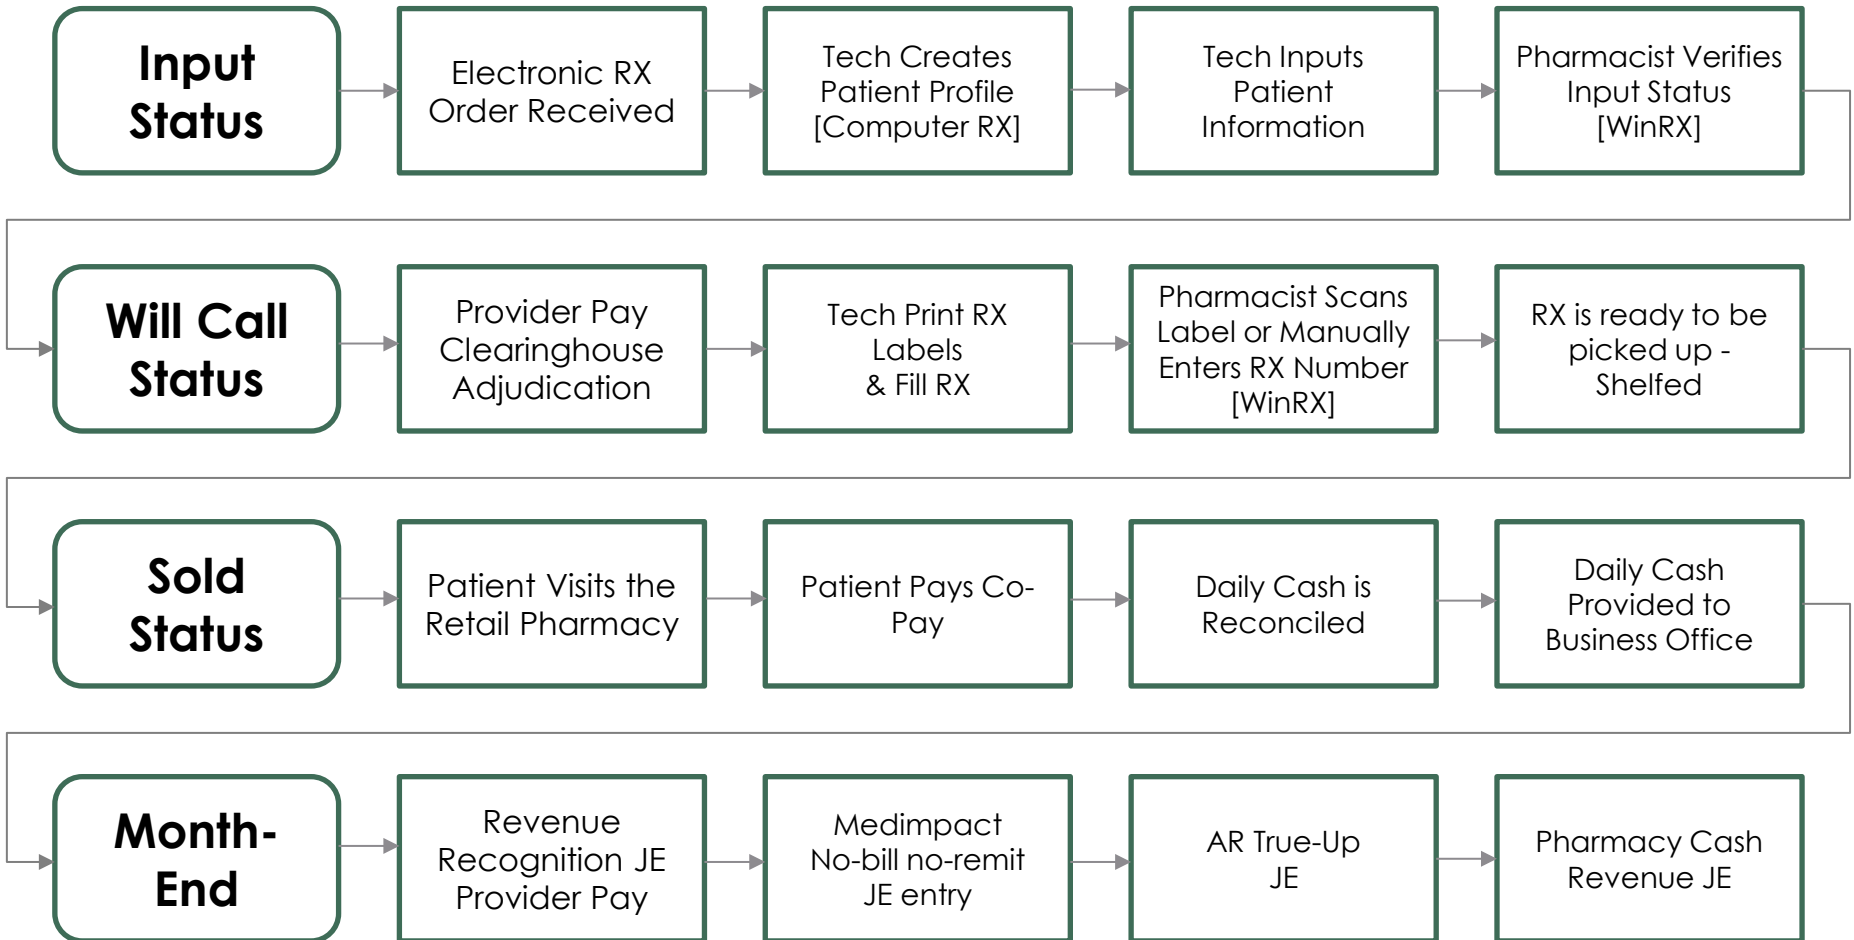 Input
Status
Electronic RX
Order Received
Tech Creates
Patient Profile
[Computer RX]
Tech Inputs
Patient
Information
Pharmacist Verifies
Input Status
[WinRX]
Will Call
Status
Provider Pay
Clearinghouse
Adjudication
Tech Print RX
Labels
& Fill RX
Pharmacist Scans
Label or Manually
Enters RX Number
[WinRX]
RX is ready to be
picked up -
Shelfed
Sold
Status
Patient Visits the
Retail Pharmacy
Patient Pays Co-
Pay
Daily Cash is
Reconciled
Daily Cash
Provided to
Business Office
Month-
End
Revenue
Recognition JE
Provider Pay
Medimpact
No-bill no-remit
JE entry
AR True-Up
JE
Pharmacy Cash
Revenue JE